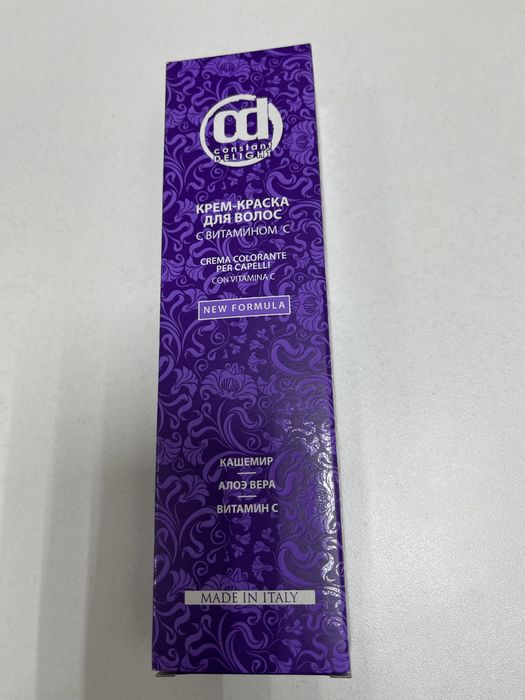 cd
constant
DELIGHT
КРЕМ-КРАСКА
ДЛЯ ВОЛОС
С ВИТАМИНОМ С
CREMA COLORANTE
PER CAPELLI
CON VITAMINA C
NEW FORMULA
КАШЕМИР
АЛОЭ ВЕРА
ВИТАМИН С
MADE IN ITALY